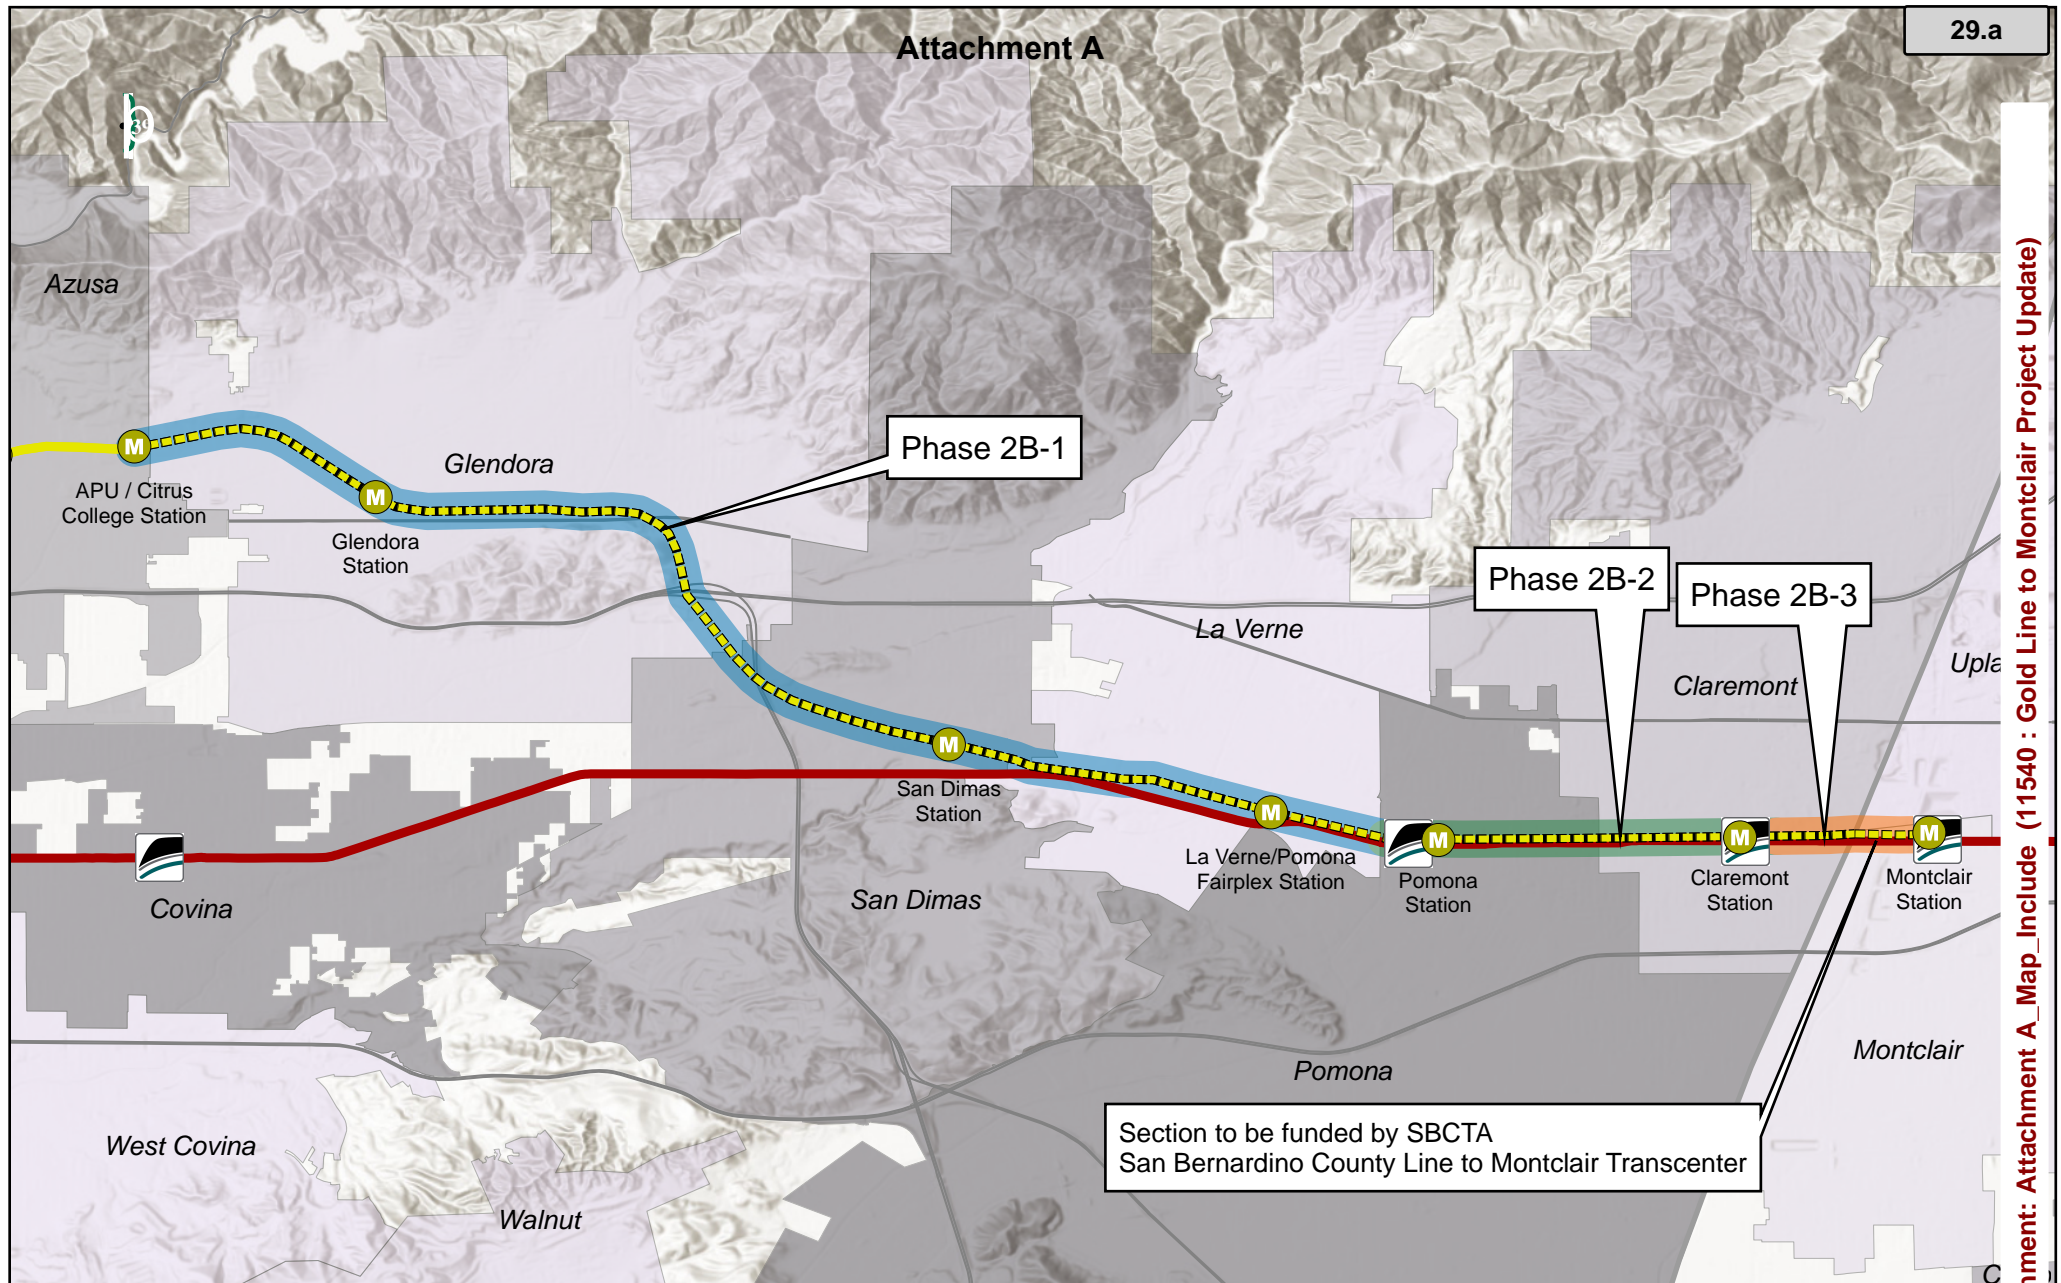 Attachment A
29.a
39
Azusa
M
APU / Citrus
College Station
M
Glendora
Glendora
Station
Phase 2B-1
Phase 2B-2
Phase 2B-3
La Verne
Claremont
Upla
M
San Dimas
Station
M
La Verne/Pomona
Fairplex Station
M
Pomona
Station
M
Claremont
Station
M
Montclair
Station
Covina
San Dimas
Pomona
Montclair
West Covina
Walnut
Section to be funded by SBCTA
San Bernardino County Line to Montclair Transcenter
nment: Attachment A_Map_Include (11540 : Gold Line to Montclair Project Update)